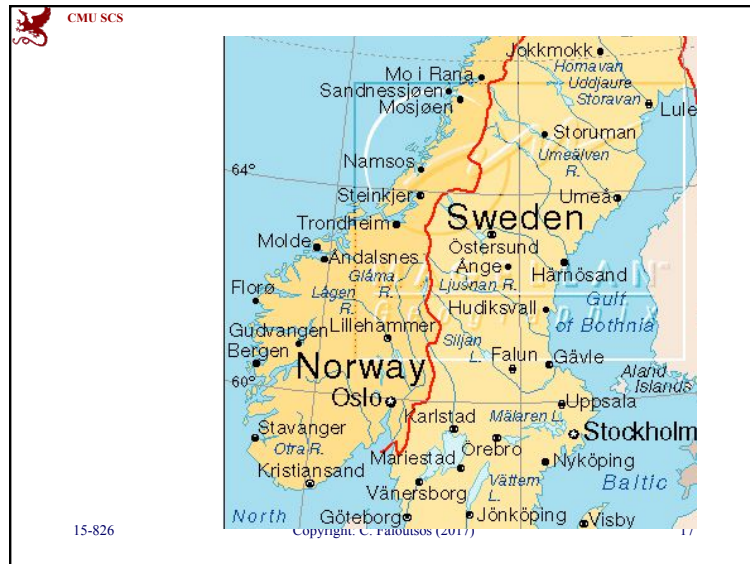 CMU SCS
Jokkmokk
Mo i Rana
Hornavan
Sandnessjøen
Uddjaure
Mosjøen
Storavan
Lule
Storuman
Umeälven
R.
64°
Namsos
Steinkjer
Umeå
Sweden
Trondheim
Molde
Östersund
Åndalsnes
Ånge
Härnösand
Glåma
R.
Ljusnan R.
Florø
Lågen
R.
Hudiksvall
Gulf
of Bothnia
Gudvangen
Lillehammer
Siljan
L.
Bergen
Norway
Falun
Gävle
Aland
Islands
60°
Oslo
Uppsala
Karlstad
Mälaren L.
Stavanger
Stockholm
Otra R.
Mariestad
Örebro
Kristiansand
Nyköping
Vänersborg
Vättern
L.
Baltic
North
Göteborg
Jönköping
Visby
15-826
Copyright: C. Faloutsos (2017)
17